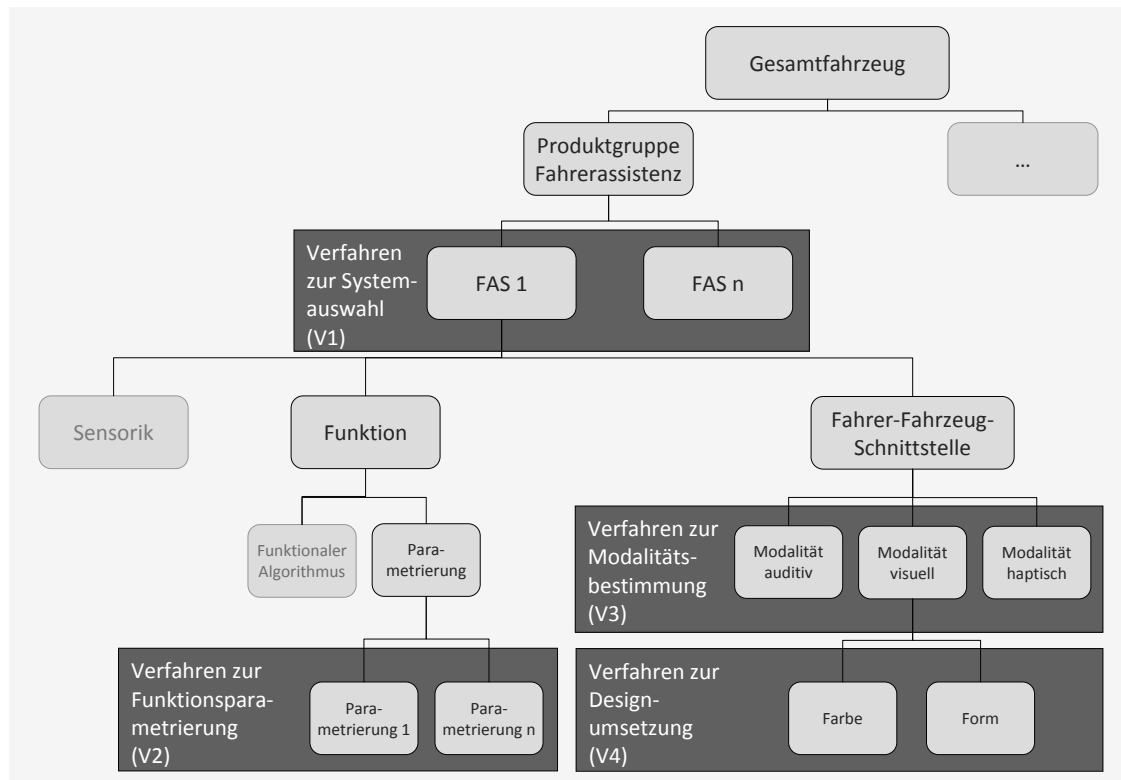 Gesamtfahrzeug
Produktgruppe
Fahrerassistenz
...
Verfahren
zur System-
auswahl
(V1)
FAS 1
FAS n
Sensorik
Funktion
Fahrer-Fahrzeug-
Schnittstelle
Funktionaler
Algorithmus
Para-
metrierung
Verfahren zur
Modalitäts-
bestimmung
(V3)
Modalität
auditiv
Modalität
visuell
Modalität
haptisch
Verfahren zur
Funktionspara-
metrierung
(V2)
Para-
metrierung 1
Para-
metrierung n
Verfahren zur
Design-
umsetzung
(V4)
Farbe
Form